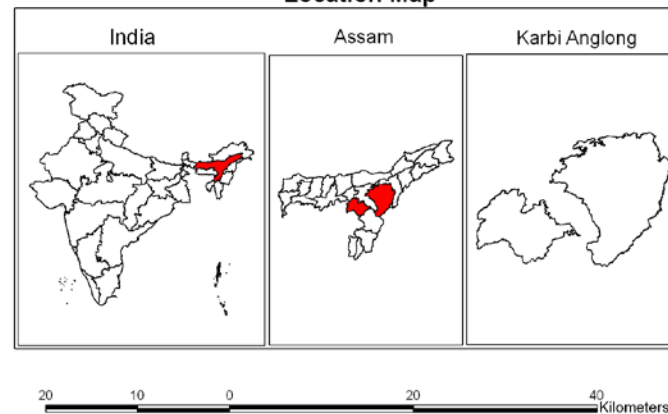 Location Map
India
Assam
Karbi Anglong
20 10 0 20 40 Kilometers